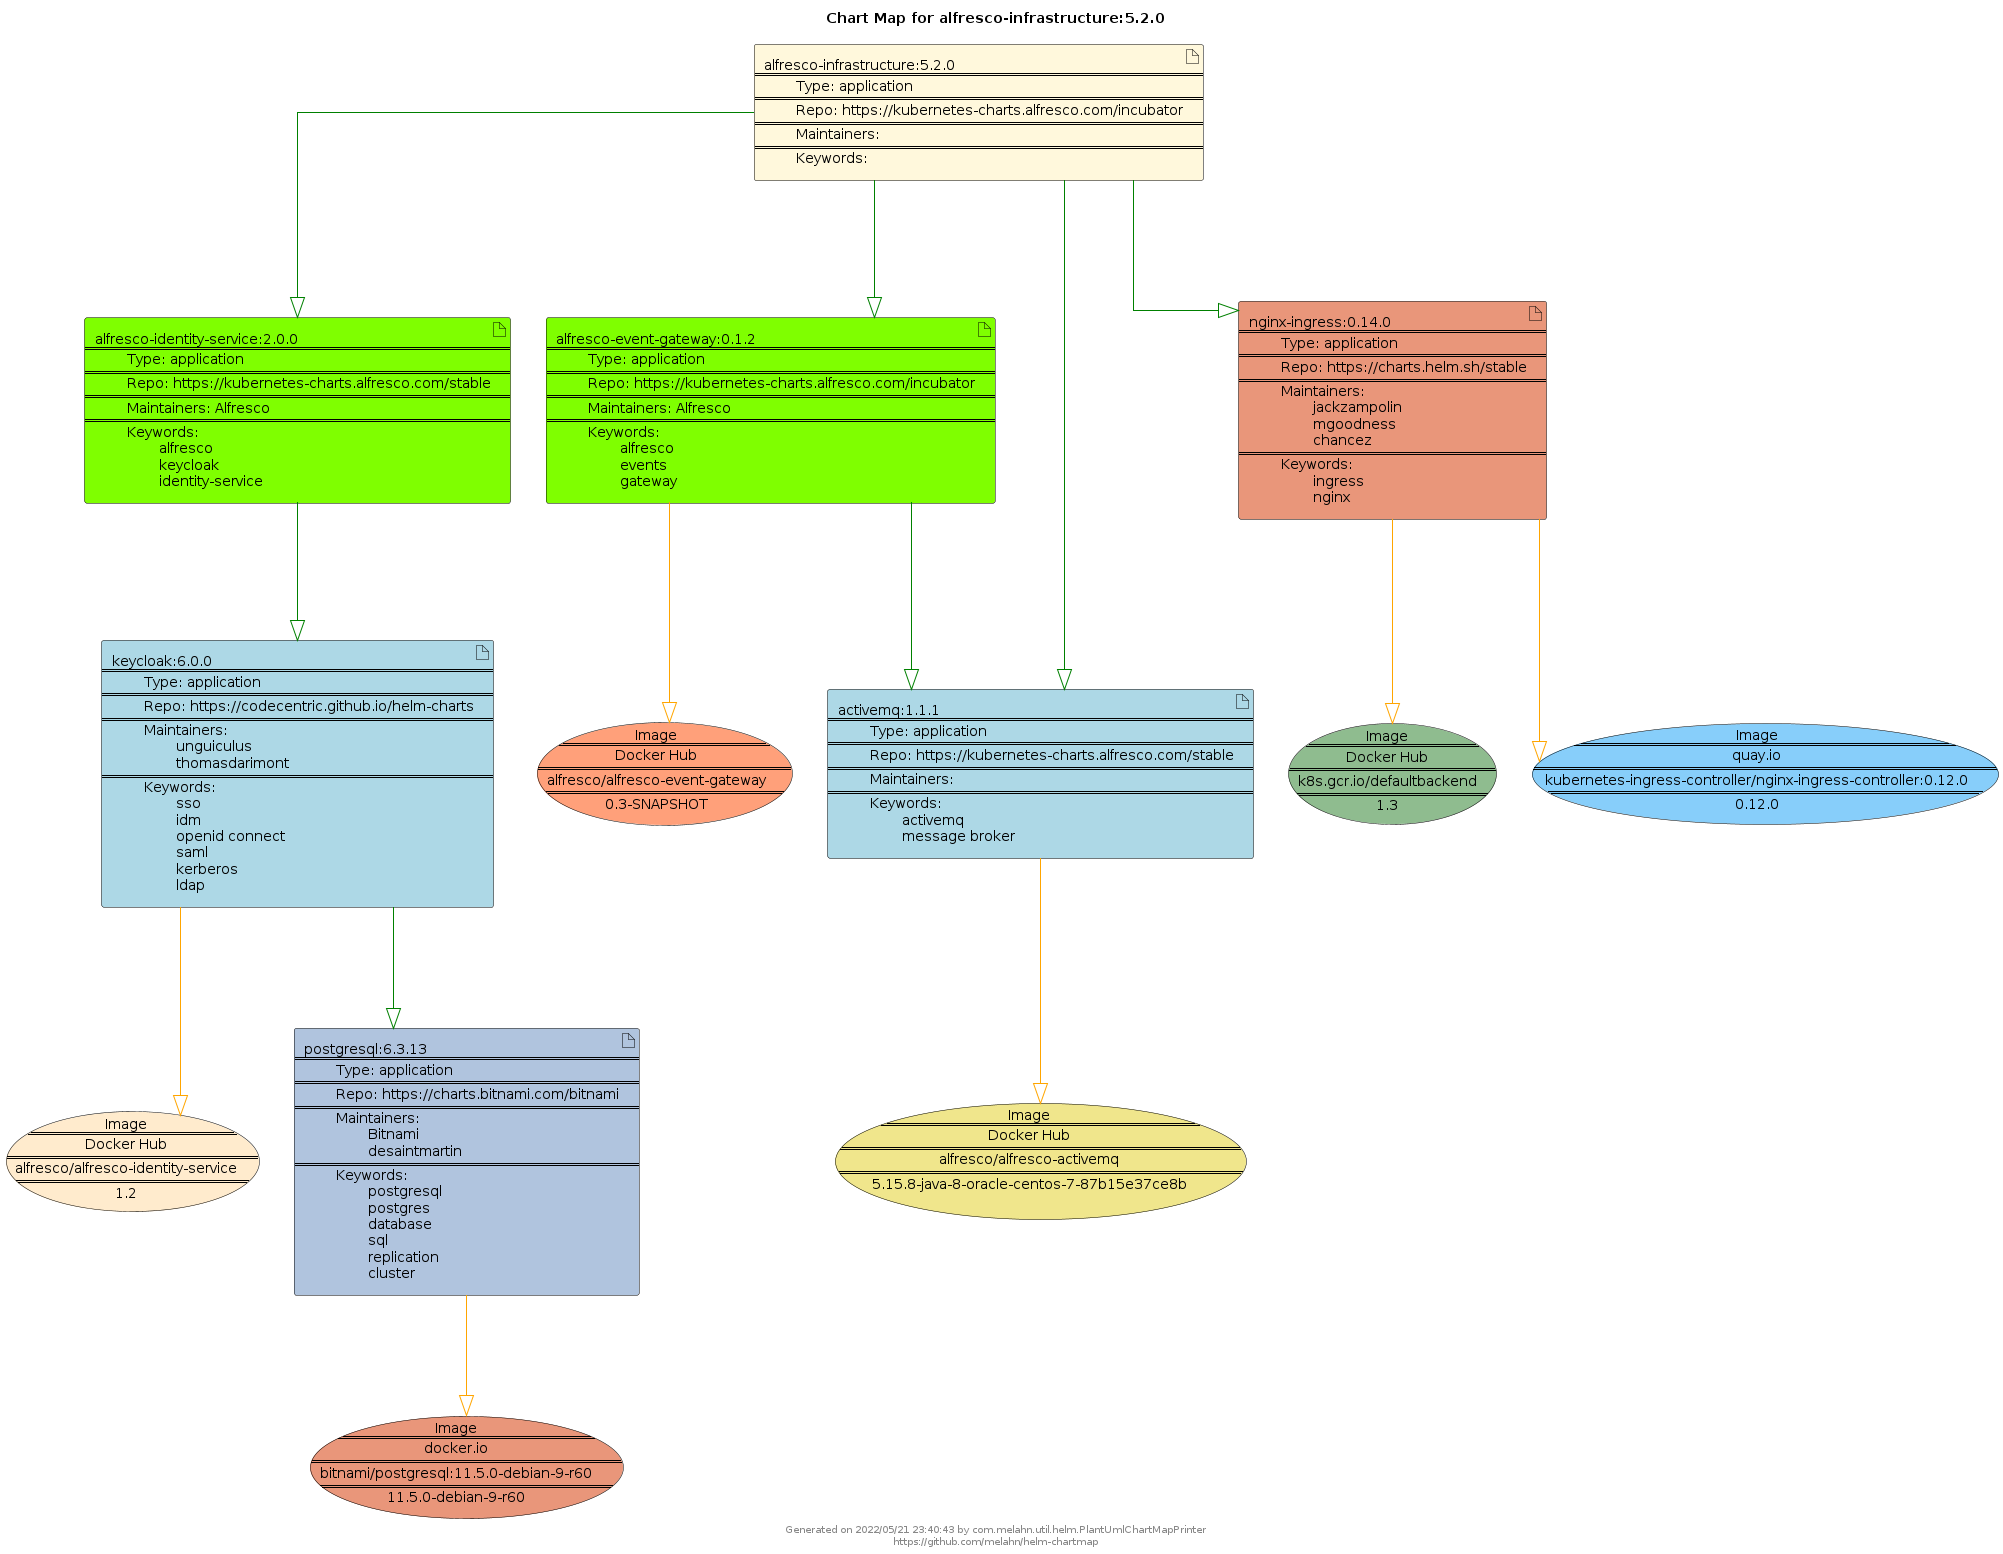 Chart Map for alfresco-infrastructure:5.2.0
alfresco-infrastructure:5.2.0
Type: application
Repo: https://kubernetes-charts.alfresco.com/incubator
Maintainers:
Keywords:
alfresco-identity-service:2.0.0
Type: application
Repo: https://kubernetes-charts.alfresco.com/stable
Maintainers: Alfresco
Keywords:
alfresco
keycloak
identity-service
alfresco-event-gateway:0.1.2
Type: application
Repo: https://kubernetes-charts.alfresco.com/incubator
Maintainers: Alfresco
Keywords:
alfresco
events
gateway
nginx-ingress:0.14.0
Type: application
Repo: https://charts.helm.sh/stable
Maintainers:
jackzampolin
mgoodness
chancez
Keywords:
ingress
nginx
keycloak:6.0.0
Type: application
Repo: https://codecentric.github.io/helm-charts
Maintainers:
unguiculus
thomasdarimont
Keywords:
sso
idm
openid connect
saml
kerberos
ldap
Image
Docker Hub
alfresco/alfresco-event-gateway
0.3-SNAPSHOT
activemq:1.1.1
Type: application
Repo: https://kubernetes-charts.alfresco.com/stable
Maintainers:
Keywords:
activemq
message broker
Image
Docker Hub
k8s.gcr.io/defaultbackend
1.3
Image
quay.io
kubernetes-ingress-controller/nginx-ingress-controller:0.12.0
0.12.0
Image
Docker Hub
alfresco/alfresco-identity-service
1.2
postgresql:6.3.13
Type: application
Repo: https://charts.bitnami.com/bitnami
Maintainers:
Bitnami
desaintmartin
Keywords:
postgresql
postgres
database
sql
replication
cluster
Image
Docker Hub
alfresco/alfresco-activemq
5.15.8-java-8-oracle-centos-7-87b15e37ce8b
Image
docker.io
bitnami/postgresql:11.5.0-debian-9-r60
11.5.0-debian-9-r60
Generated on 2022/05/21 23:40:43 by com.melahn.util.helm.PlantUmlChartMapPrinter
https://github.com/melahn/helm-chartmap